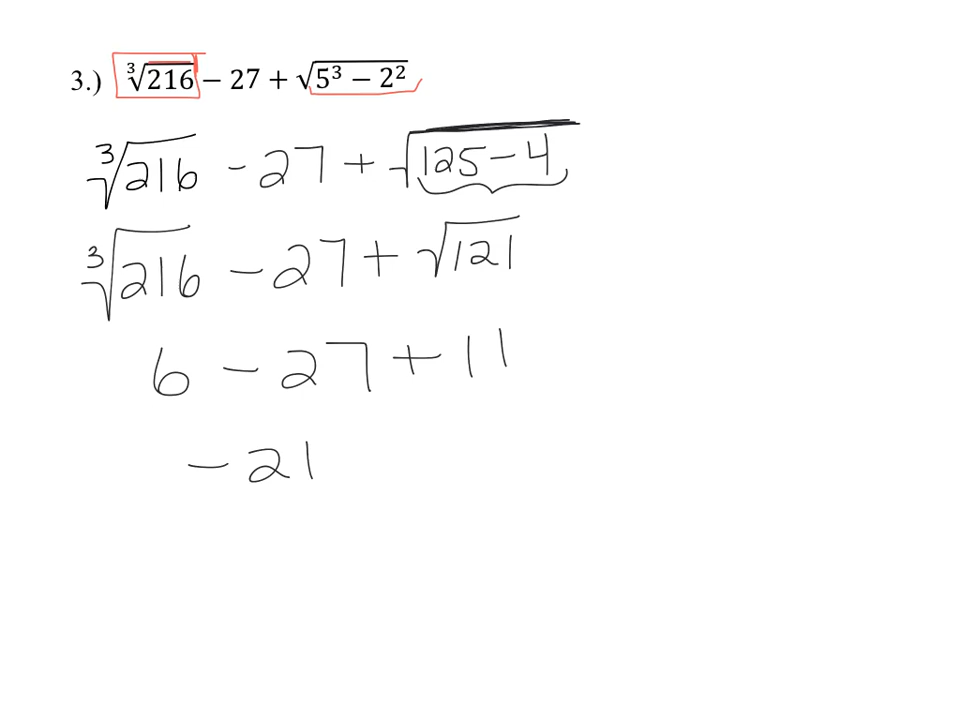 3.) ∛216 − 27 + √(5³ − 2²)
∛216 − 27 + √(125 − 4)
∛216 − 27 + √121
6 − 27 + 11
− 21